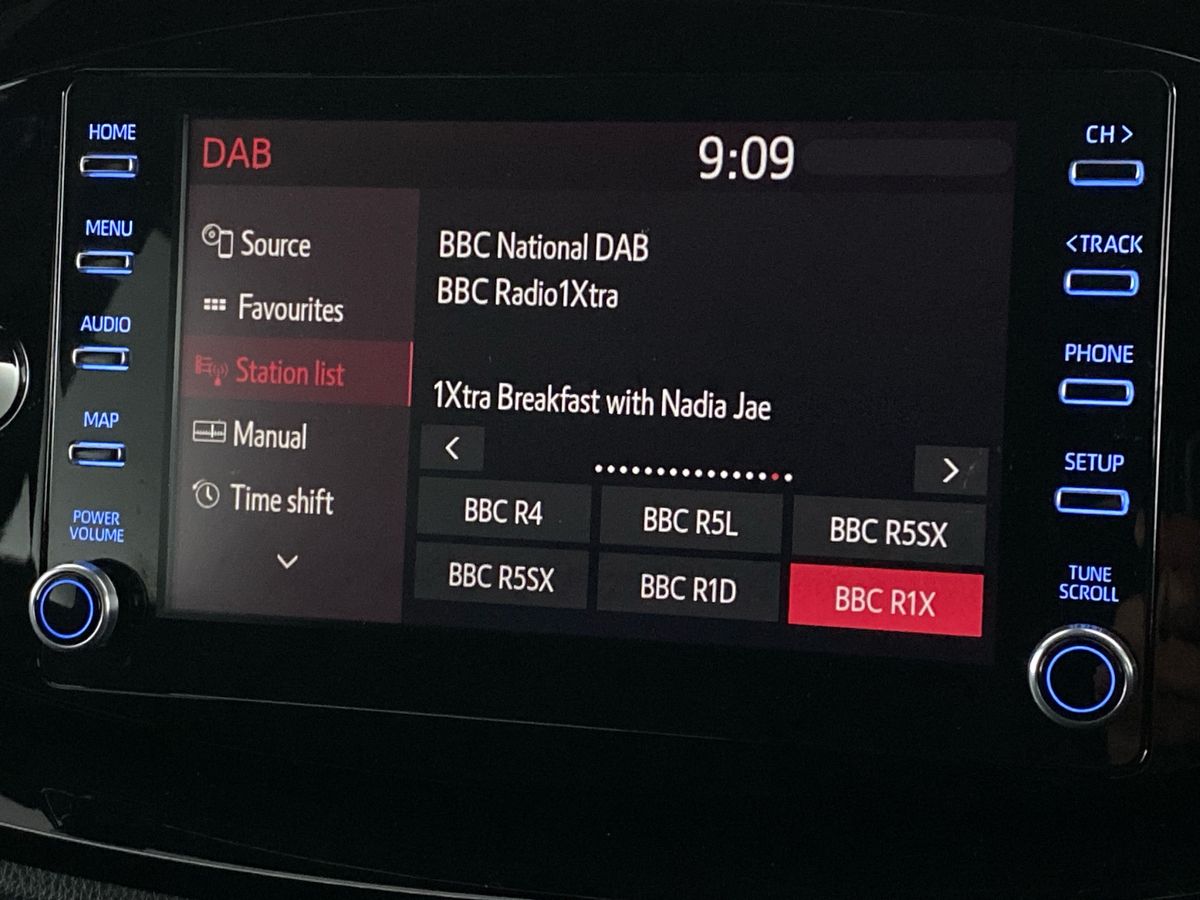 HOME
MENU
AUDIO
MAP
POWER
VOLUME
DAB
9:09
Source
Favourites
Station list
Manual
Time shift
BBC National DAB
BBC Radio1Xtra
1Xtra Breakfast with Nadia Jae
<
>
BBC R4
BBC R5L
BBC R5SX
BBC R5SX
BBC R1D
BBC R1X
CH >
<TRACK
PHONE
SETUP
TUNE
SCROLL